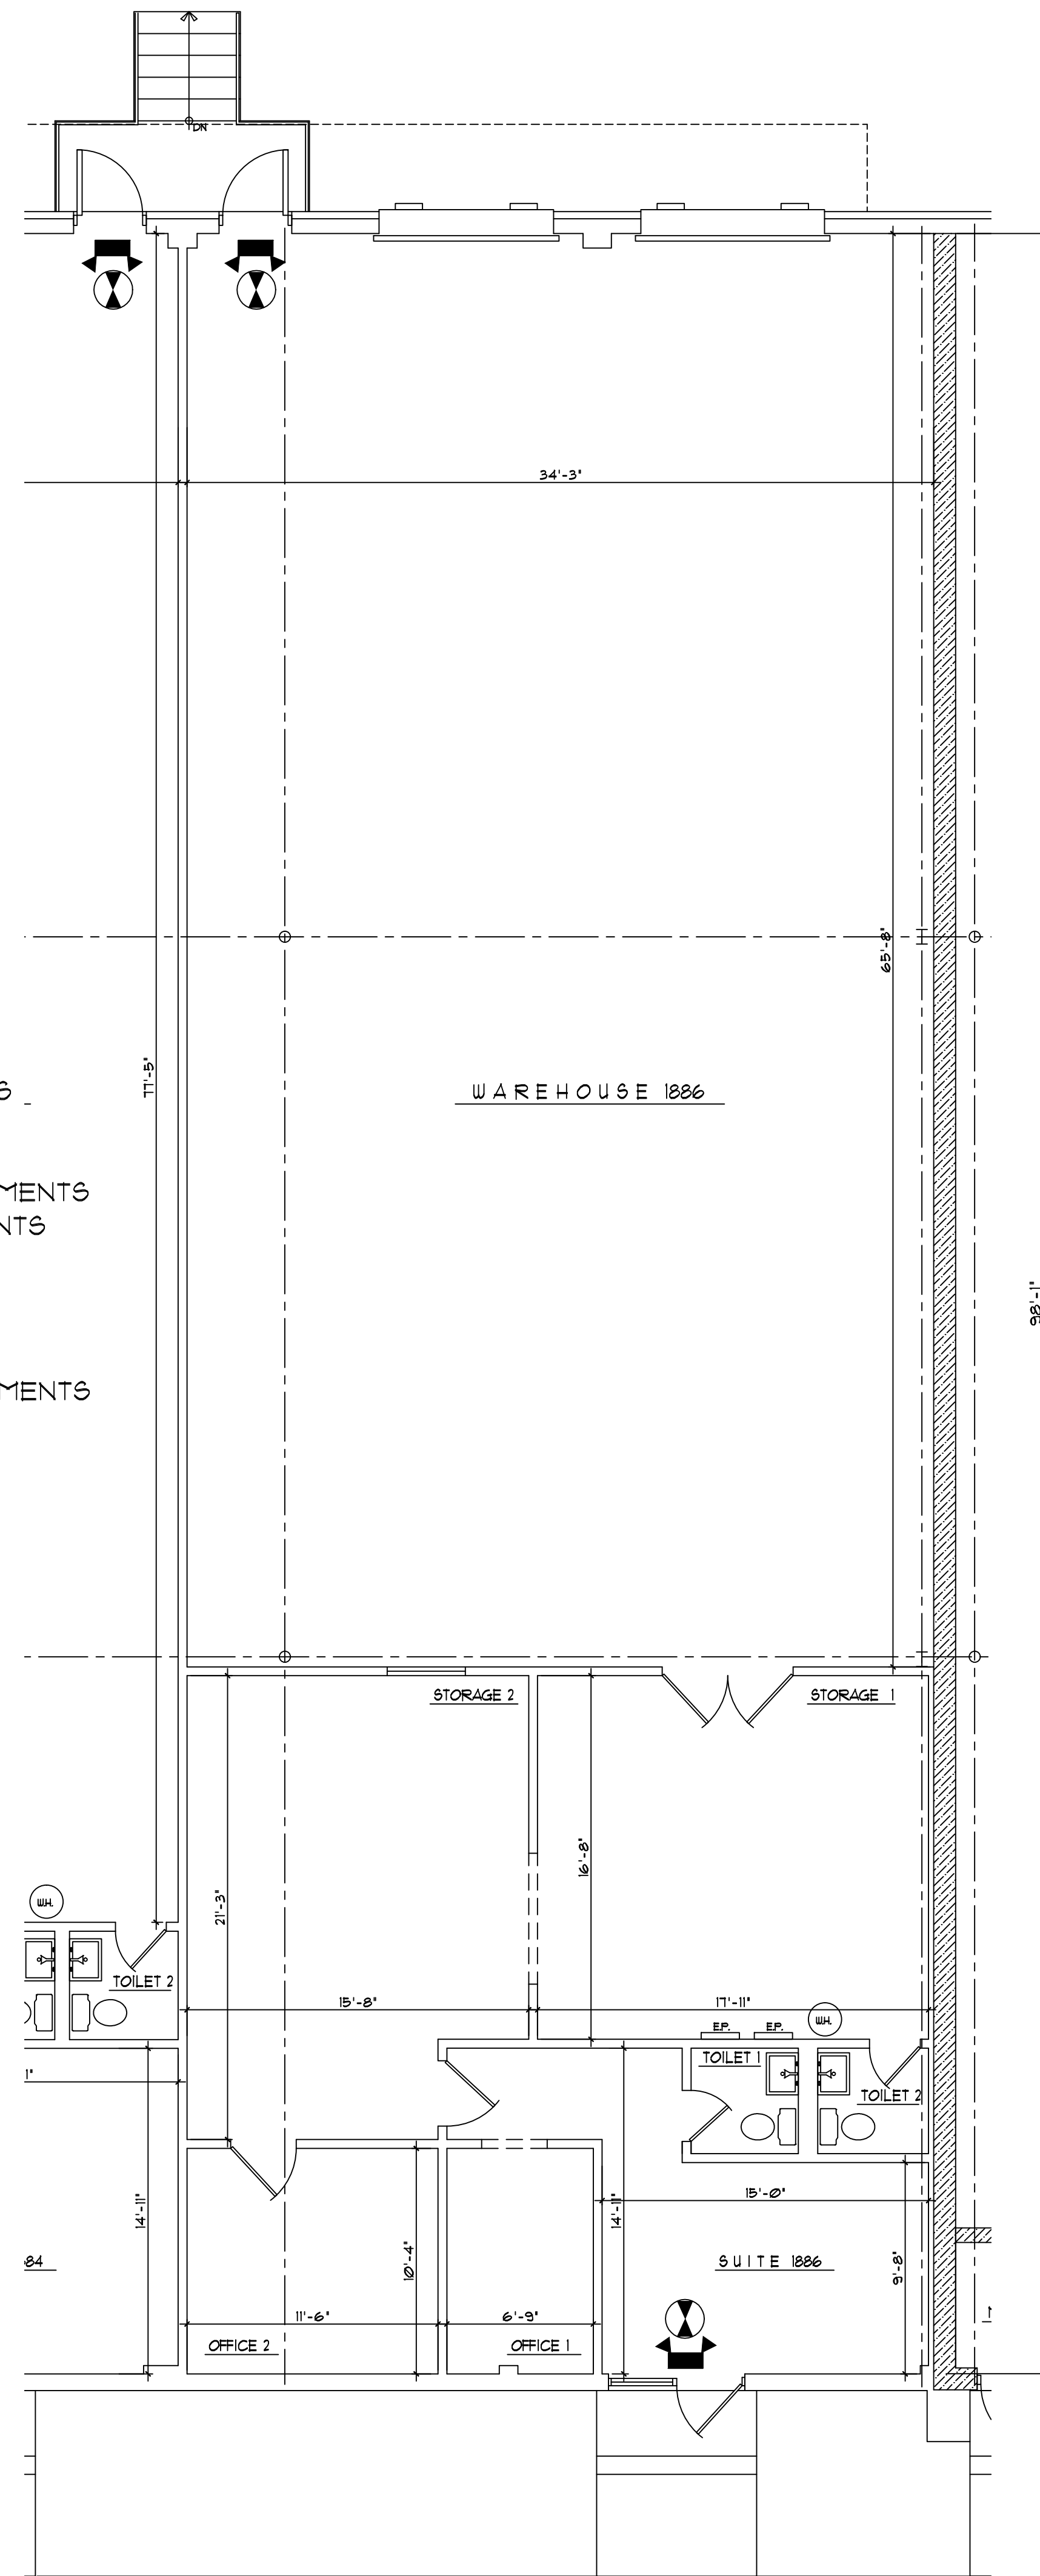 DN
34'-3"
65'-8"
77'-5"
S
WAREHOUSE 1886
MENTS
NTS
98'-1"
MENTS
STORAGE 2
STORAGE 1
16'-8"
21'-3"
W.H.
TOILET 2
15'-8"
17'-11"
W.H.
E.P.
E.P.
TOILET 1
1"
TOILET 2
14'-11"
14'-11"
15'-0"
84
10'-4"
SUITE 1886
9'-8"
11'-6"
6'-9"
OFFICE 2
OFFICE 1